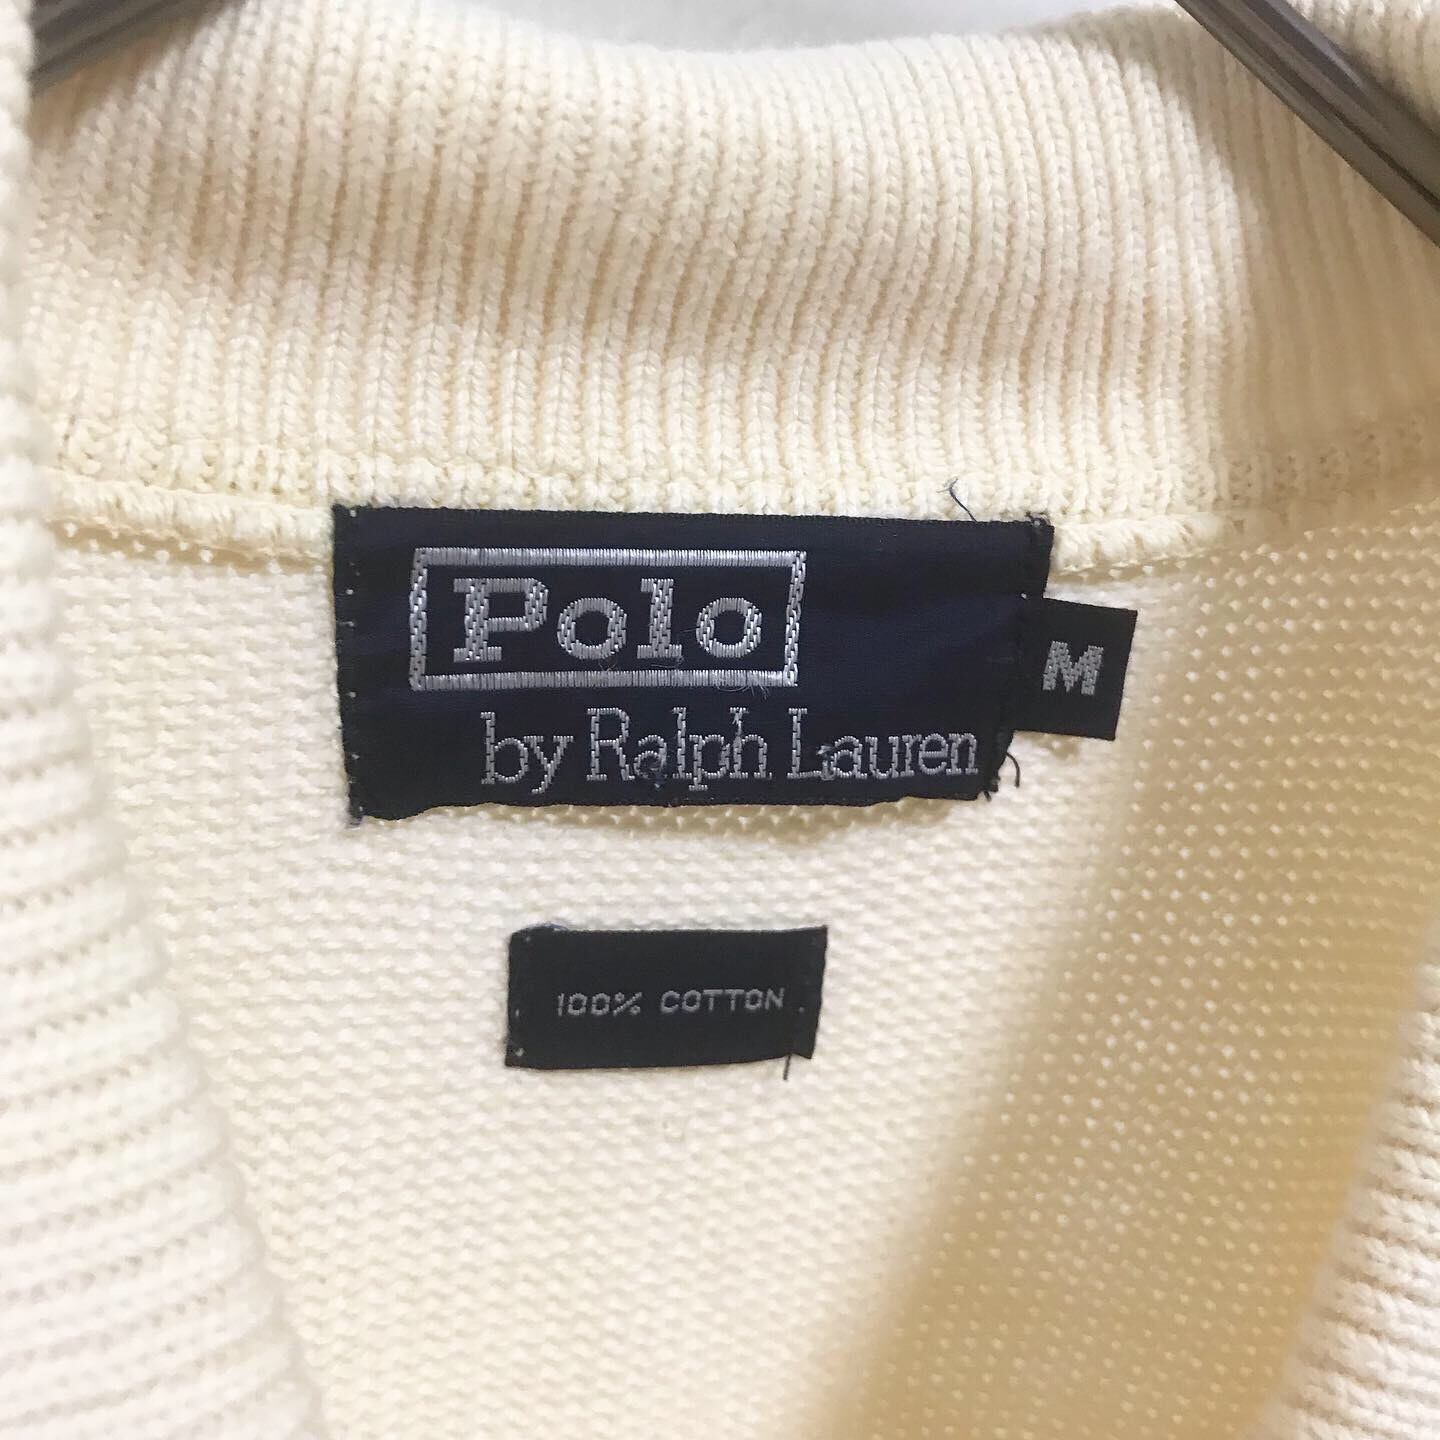 Polo
by Ralph Lauren
M
100% COTTON